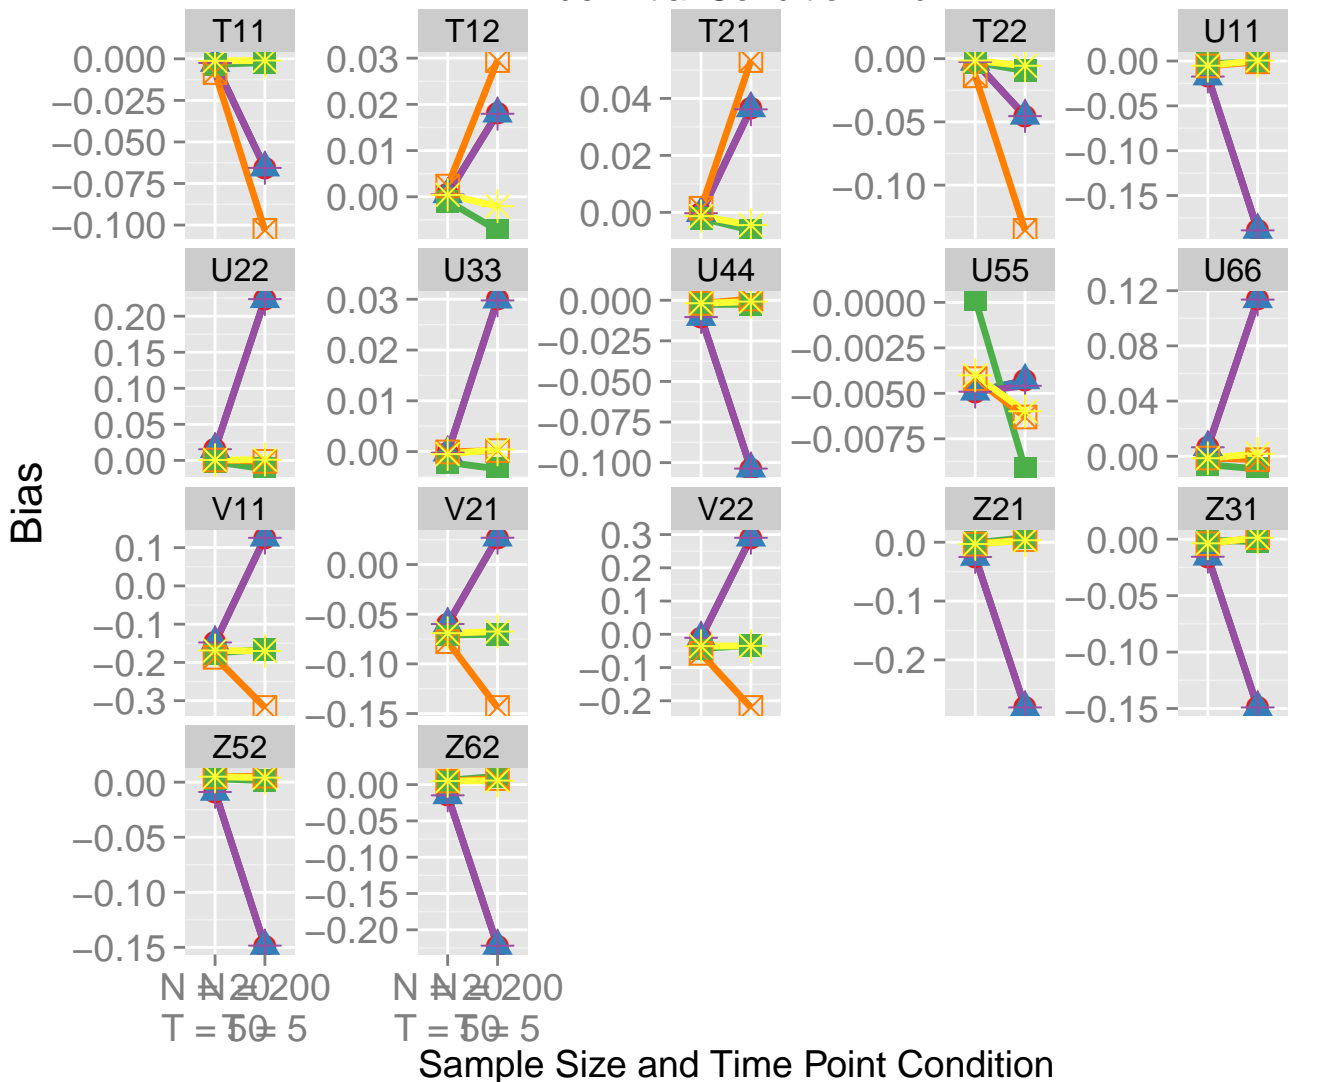 T11 T12 T21 T22 U11
0.000 0.03 0.04 0.00 0.00
−0.025 0.02 0.02 −0.05 −0.05
−0.050 0.01 0.00 −0.10 −0.10
−0.075 0.00 −0.15
−0.100
U22 U33 U44 U55 U66
0.20 0.03 0.000 0.0000 0.12
0.15 0.02 −0.025 −0.0025 0.08
0.10 0.01 −0.050 −0.0050 0.04
0.05 0.00 −0.075 −0.0075 0.00
0.00 −0.100
Bias
V11 V21 V22 Z21 Z31
0.1 0.00 0.3 0.0 0.00
0.0 −0.05 0.2 −0.1 −0.05
−0.1 −0.10 0.1 −0.2 −0.10
−0.2 −0.15 0.0 −0.15
−0.3 −0.1
−0.2
Z52 Z62
0.00 0.00
−0.05 −0.05
−0.10 −0.10
−0.15 −0.15
−0.20
N = 20 N = 200 N = 20 N = 200
T = 50 T = 5 T = 50 T = 5
Sample Size and Time Point Condition